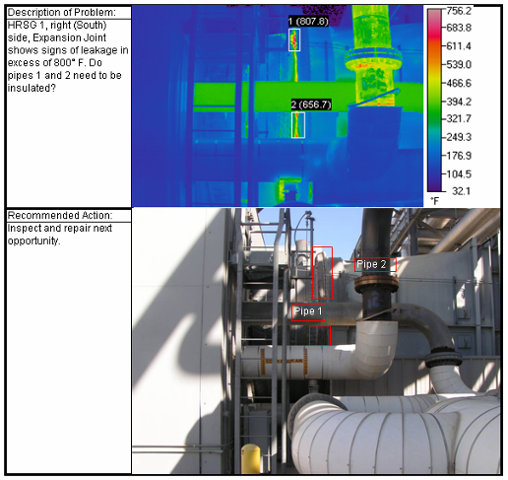 Description of Problem:
HRSG 1, right (South)
side, Expansion Joint
shows signs of leakage in
excess of 800° F. Do
pipes 1 and 2 need to be
insulated?
1 (807.8)
2 (656.7)
756.2
683.8
611.4
539.0
466.6
394.2
321.7
249.3
176.9
104.5
32.1
°F
Recommended Action:
Inspect and repair next
opportunity.
Pipe 2
Pipe 1